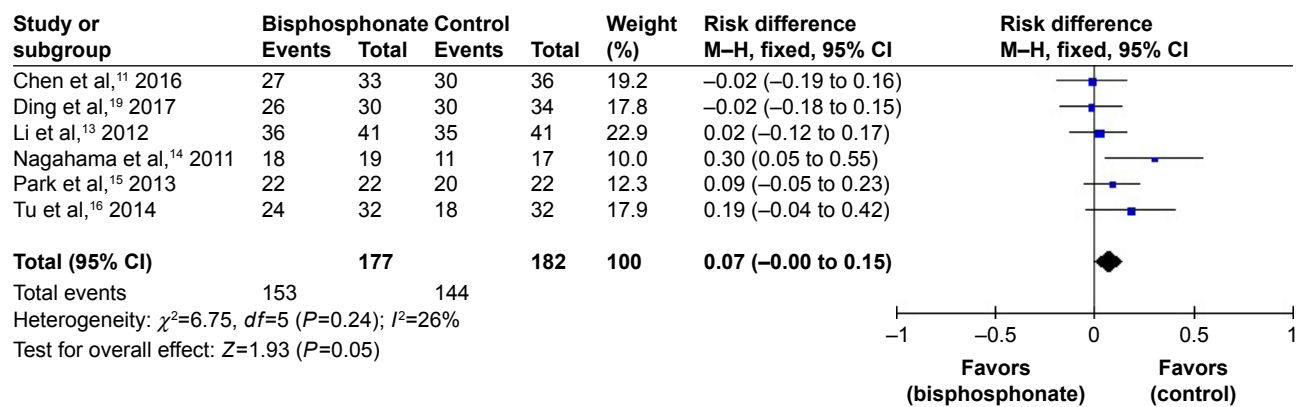 Study or subgroup Bisphosphonate Control Weight (%) Risk difference M–H, fixed, 95% CI Risk difference M–H, fixed, 95% CI
Events Total Events Total
Chen et al,¹¹ 2016 27 33 30 36 19.2 –0.02 (–0.19 to 0.16)
Ding et al,¹⁹ 2017 26 30 30 34 17.8 –0.02 (–0.18 to 0.15)
Li et al,¹³ 2012 36 41 35 41 22.9 0.02 (–0.12 to 0.17)
Nagahama et al,¹⁴ 2011 18 19 11 17 10.0 0.30 (0.05 to 0.55)
Park et al,¹⁵ 2013 22 22 20 22 12.3 0.09 (–0.05 to 0.23)
Tu et al,¹⁶ 2014 24 32 18 32 17.9 0.19 (–0.04 to 0.42)
Total (95% CI) 177 182 100 0.07 (–0.00 to 0.15)
Total events 153 144
Heterogeneity: χ²=6.75, df=5 (P=0.24); I²=26%
Test for overall effect: Z=1.93 (P=0.05)
–1 –0.5 0 0.5 1
Favors (bisphosphonate) Favors (control)